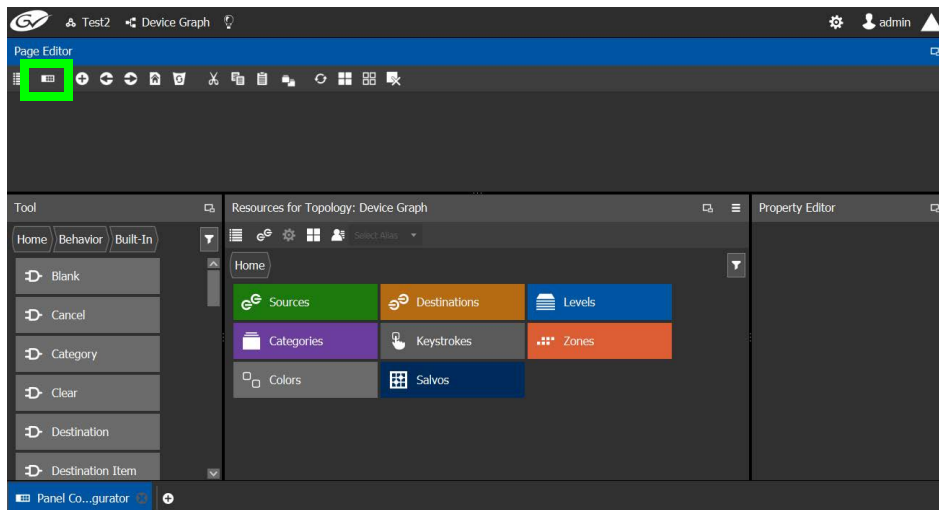 GV Test2 Device Graph admin
Page Editor
Tool
Home Behavior Built-In
Blank
Cancel
Category
Clear
Destination
Destination Item
Resources for Topology: Device Graph
Select Alias
Home
Sources Destinations Levels
Categories Keystrokes Zones
Colors Salvos
Property Editor
Panel Co...gurator